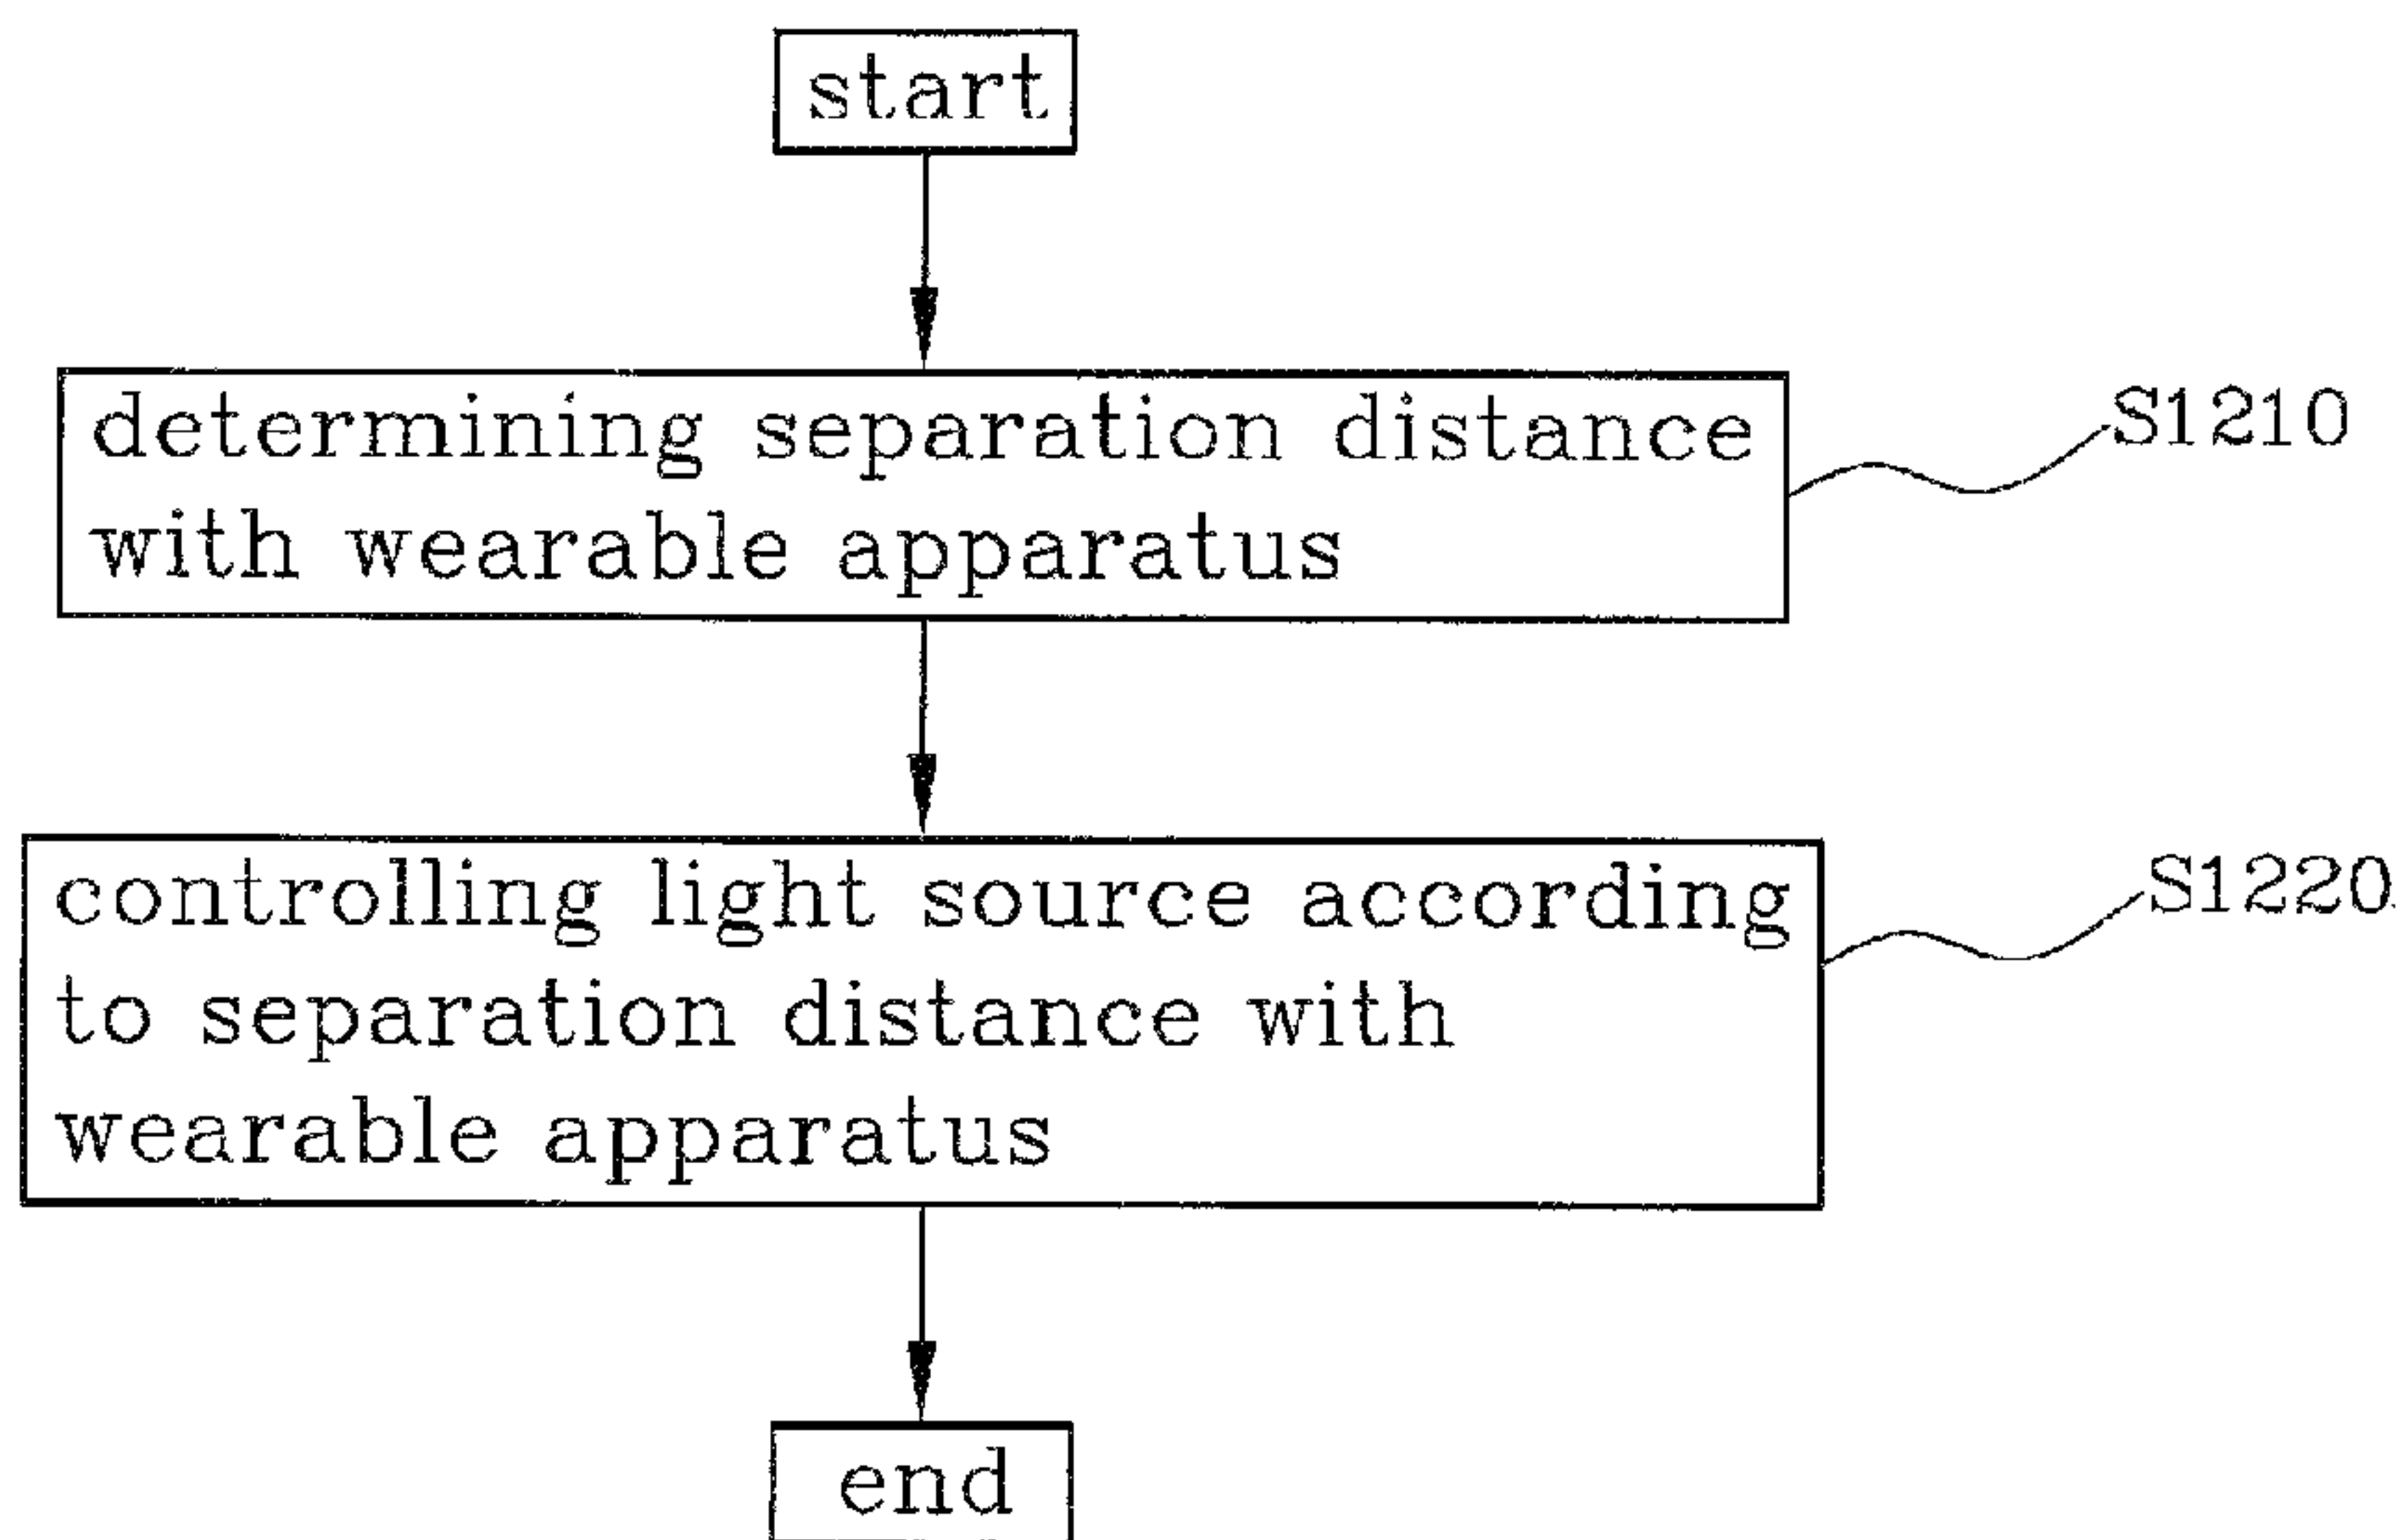 start
determining separation distance
with wearable apparatus
S1210
controlling light source according
to separation distance with
wearable apparatus
S1220
end